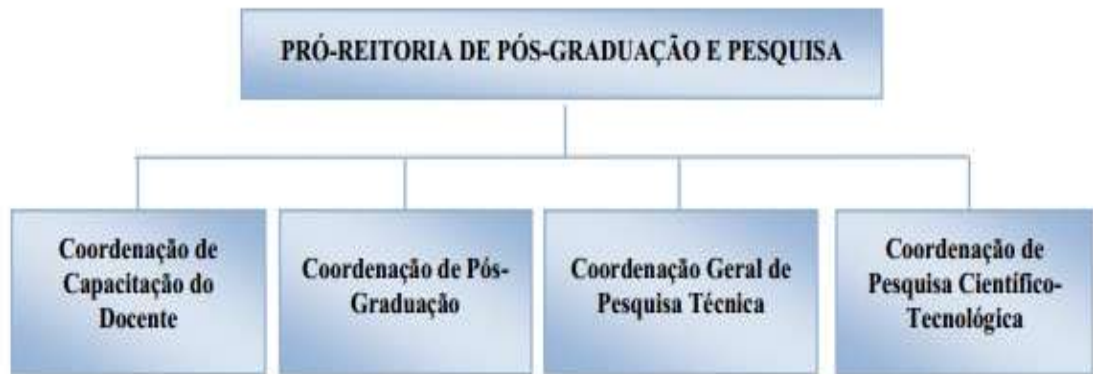 PRÓ-REITORIA DE PÓS-GRADUAÇÃO E PESQUISA
Coordenação de
Capacitação do
Docente
Coordenação de Pós-
Graduação
Coordenação Geral de
Pesquisa Técnica
Coordenação de
Pesquisa Científico-
Tecnológica